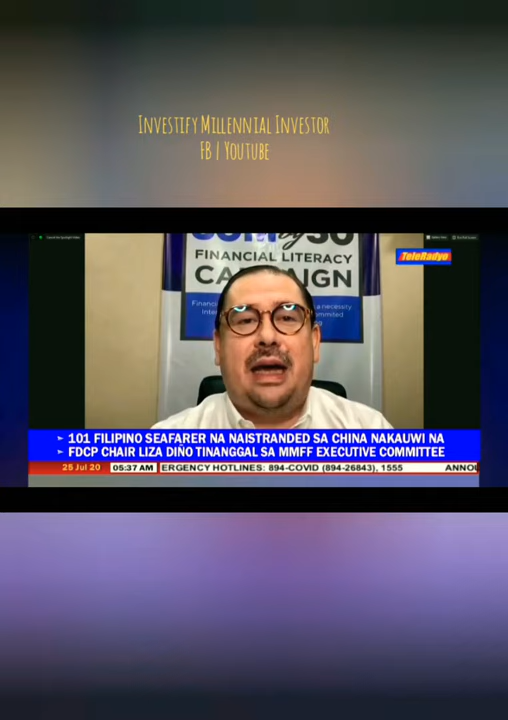 Investify Millennial Investor
FB | Youtube
TeleRadyo
FINANCIAL LITERACY
CAMPAIGN
➢ 101 FILIPINO SEAFARER NA NAISTRANDED SA CHINA NAKAUWI NA
➢ FDCP CHAIR LIZA DIÑO TINANGGAL SA MMFF EXECUTIVE COMMITTEE
25 Jul 20 05:37 AM ERGENCY HOTLINES: 894-COVID (894-26843), 1555 ANNO